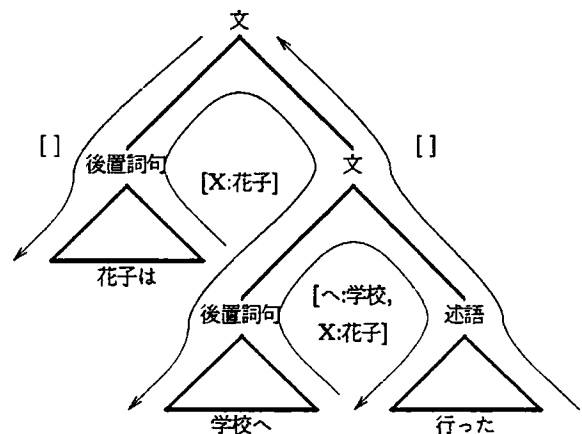 文
[ ]
[ ]
後置詞句
[X:花子]
文
花子は
後置詞句
[へ:学校,
X:花子]
述語
学校へ
行った